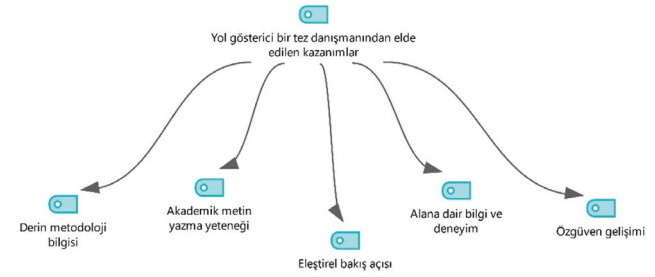 Yol gösterici bir tez danışmanından elde
edilen kazanımlar
Derin metodoloji
bilgisi
Akademik metin
yazma yeteneği
Eleştirel bakış açısı
Alana dair bilgi ve
deneyim
Özgüven gelişimi